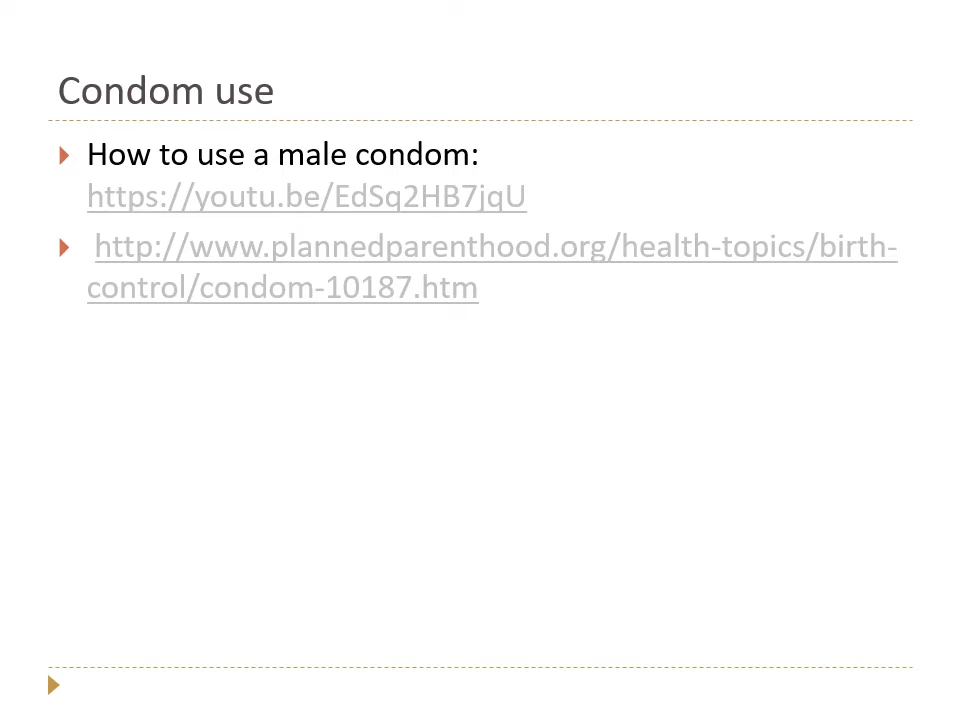 Condom use
How to use a male condom:
https://youtu.be/EdSq2HB7jqU
http://www.plannedparenthood.org/health-topics/birth-
control/condom-10187.htm